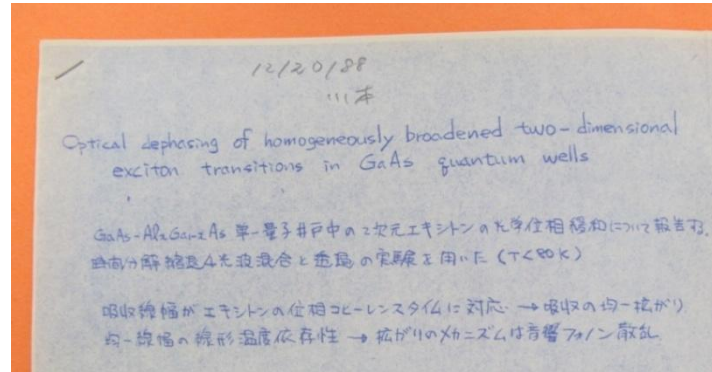 12/20/88
川本
Optical dephasing of homogeneously broadened two-dimensional
exciton transitions in GaAs quantum wells
GaAs-AlxGa1-xAs 単一量子井戸中の2次元エキシトンの光学位相緩和について報告する.
時間分解縮退4光波混合と透過の実験を用いた (T<80K)
吸収線幅がエキシトンの位相コヒーレンスタイムに対応 → 吸収の均一拡がり
均一線幅の線形温度依存性 → 拡がりのメカニズムは音響フォノン散乱